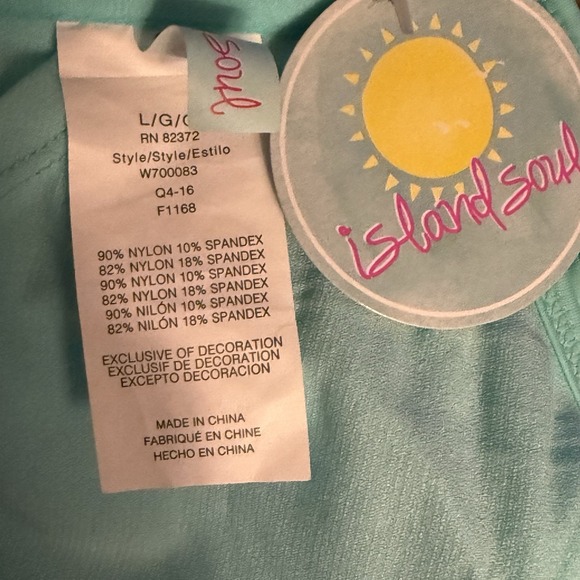 soul
L/G/G
RN 82372
Style/Style/Estilo
W700083
Q4-16
F1168
90% NYLON 10% SPANDEX
82% NYLON 18% SPANDEX
90% NYLON 10% SPANDEX
82% NYLON 18% SPANDEX
90% NILÓN 10% SPANDEX
82% NILÓN 18% SPANDEX
EXCLUSIVE OF DECORATION
EXCLUSIF DE DECORATION
EXCEPTO DECORACION
MADE IN CHINA
FABRIQUÉ EN CHINE
HECHO EN CHINA
island soul